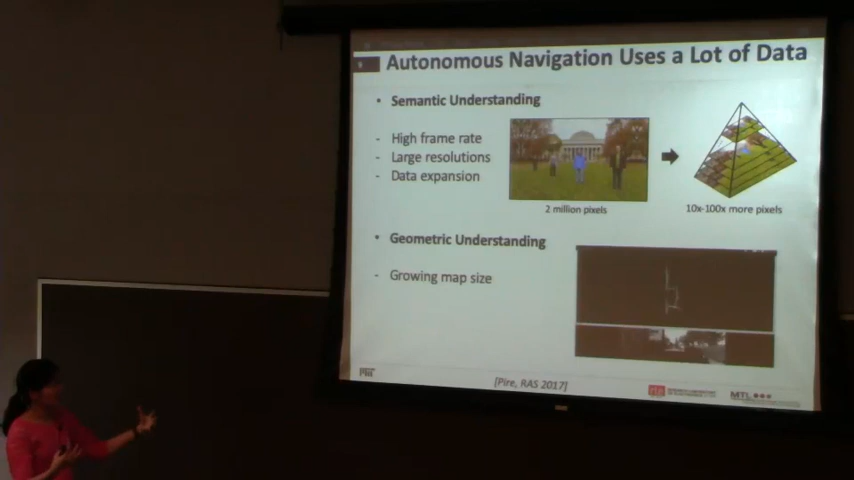 Autonomous Navigation Uses a Lot of Data
• Semantic Understanding
- High frame rate
- Large resolutions
- Data expansion
2 million pixels
10x-100x more pixels
• Geometric Understanding
- Growing map size
[Pire, RAS 2017]
MTL